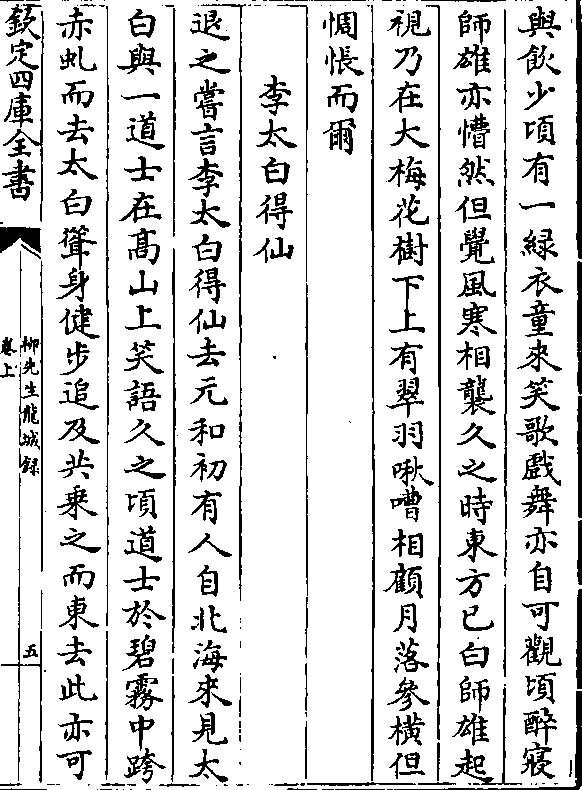 與飲少頃有一緑衣童來笑歌戲舞亦自可觀頃醉寢
師雄亦懵然但覺風寒相襲久之時東方已白師雄起
視乃在大梅花樹下上有翠羽啾嘈相顧月落參横但
惆悵而爾
李太白得仙
退之嘗言李太白得仙去元和初有人自北海來見太
白與一道士在髙山上笑語久之頃道士於碧霧中跨
赤虬而去太白聳身健步追及共乗之而東去此亦可
欽定四庫全書
柳先生龍城録
卷上
五